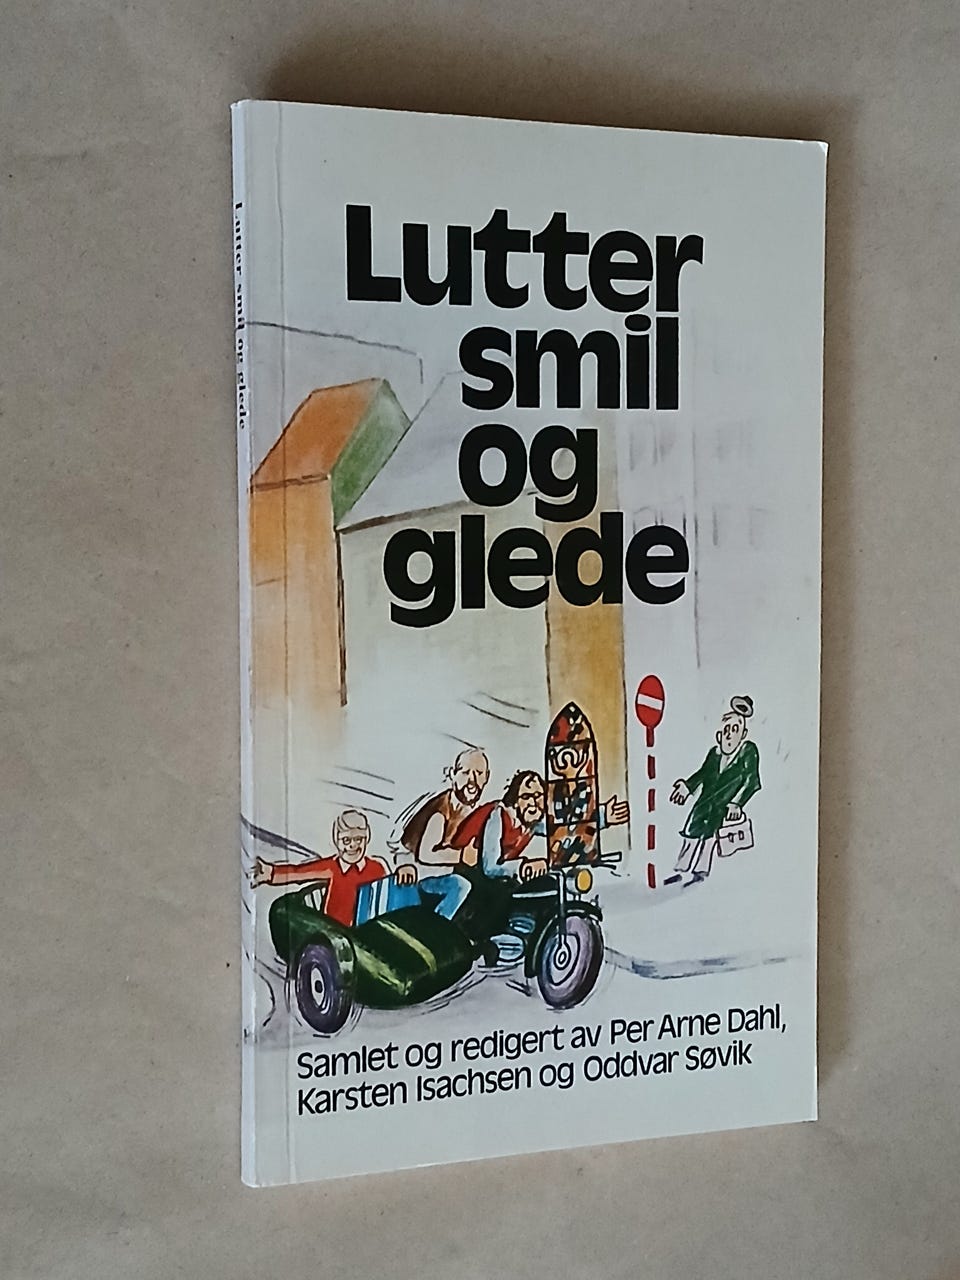 Lutter
smil
og
glede
Samlet og redigert av Per Arne Dahl,
Karsten Isachsen og Oddvar Søvik
Lutter smil og glede